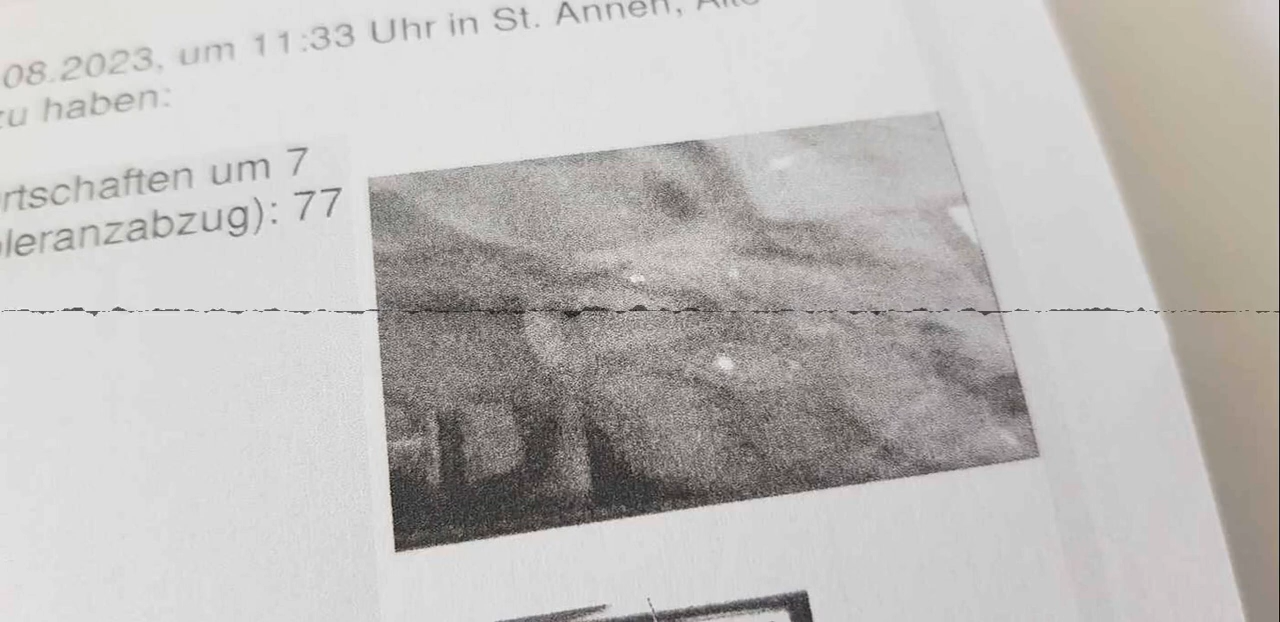 08.2023, um 11:33 Uhr in St. Annen,
zu haben:
rtschaften um 7
leranzabzug): 77